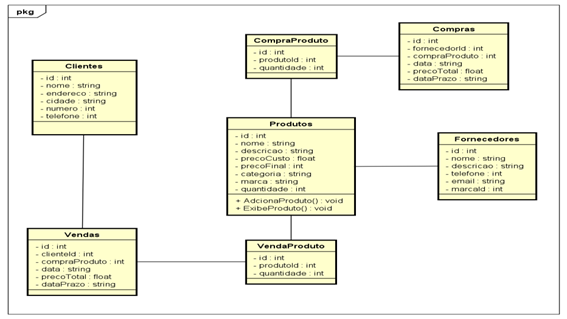 pkg
CompraProduto
- id : int
- produtoId : int
- quantidade : int
Compras
- id : int
- fornecedorId : int
- compraProduto : int
- data : string
- precoTotal : float
- dataPrazo : string
Clientes
- id : int
- nome : string
- endereco : string
- cidade : string
- numero : int
- telefone : int
Produtos
- id : int
- nome : string
- descricao : string
- precoCusto : float
- precoFinal : int
- categoria : string
- marca : string
- quantidade : int
+ AdcionaProduto() : void
+ ExibeProduto() : void
Fornecedores
- id : int
- nome : string
- descricao : string
- telefone : int
- email : string
- marcaId : int
Vendas
- id : int
- clienteId : int
- compraProduto : int
- data : string
- precoTotal : float
- dataPrazo : string
VendaProduto
- id : int
- produtoId : int
- quantidade : int